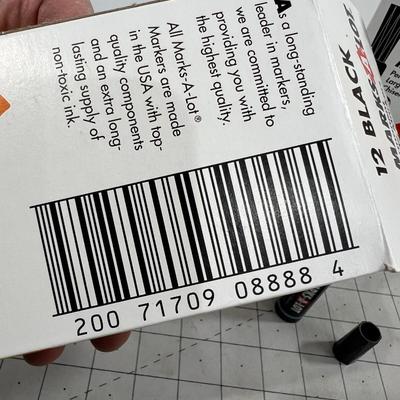 As a long-standing
leader in markers,
we are committed to
providing you with
the highest quality.
All Marks-A-Lot®
Markers are made
in the USA with top-
quality components
and an extra long-
lasting supply of
non-toxic ink.
200 71709 08888 4
12 BLACK